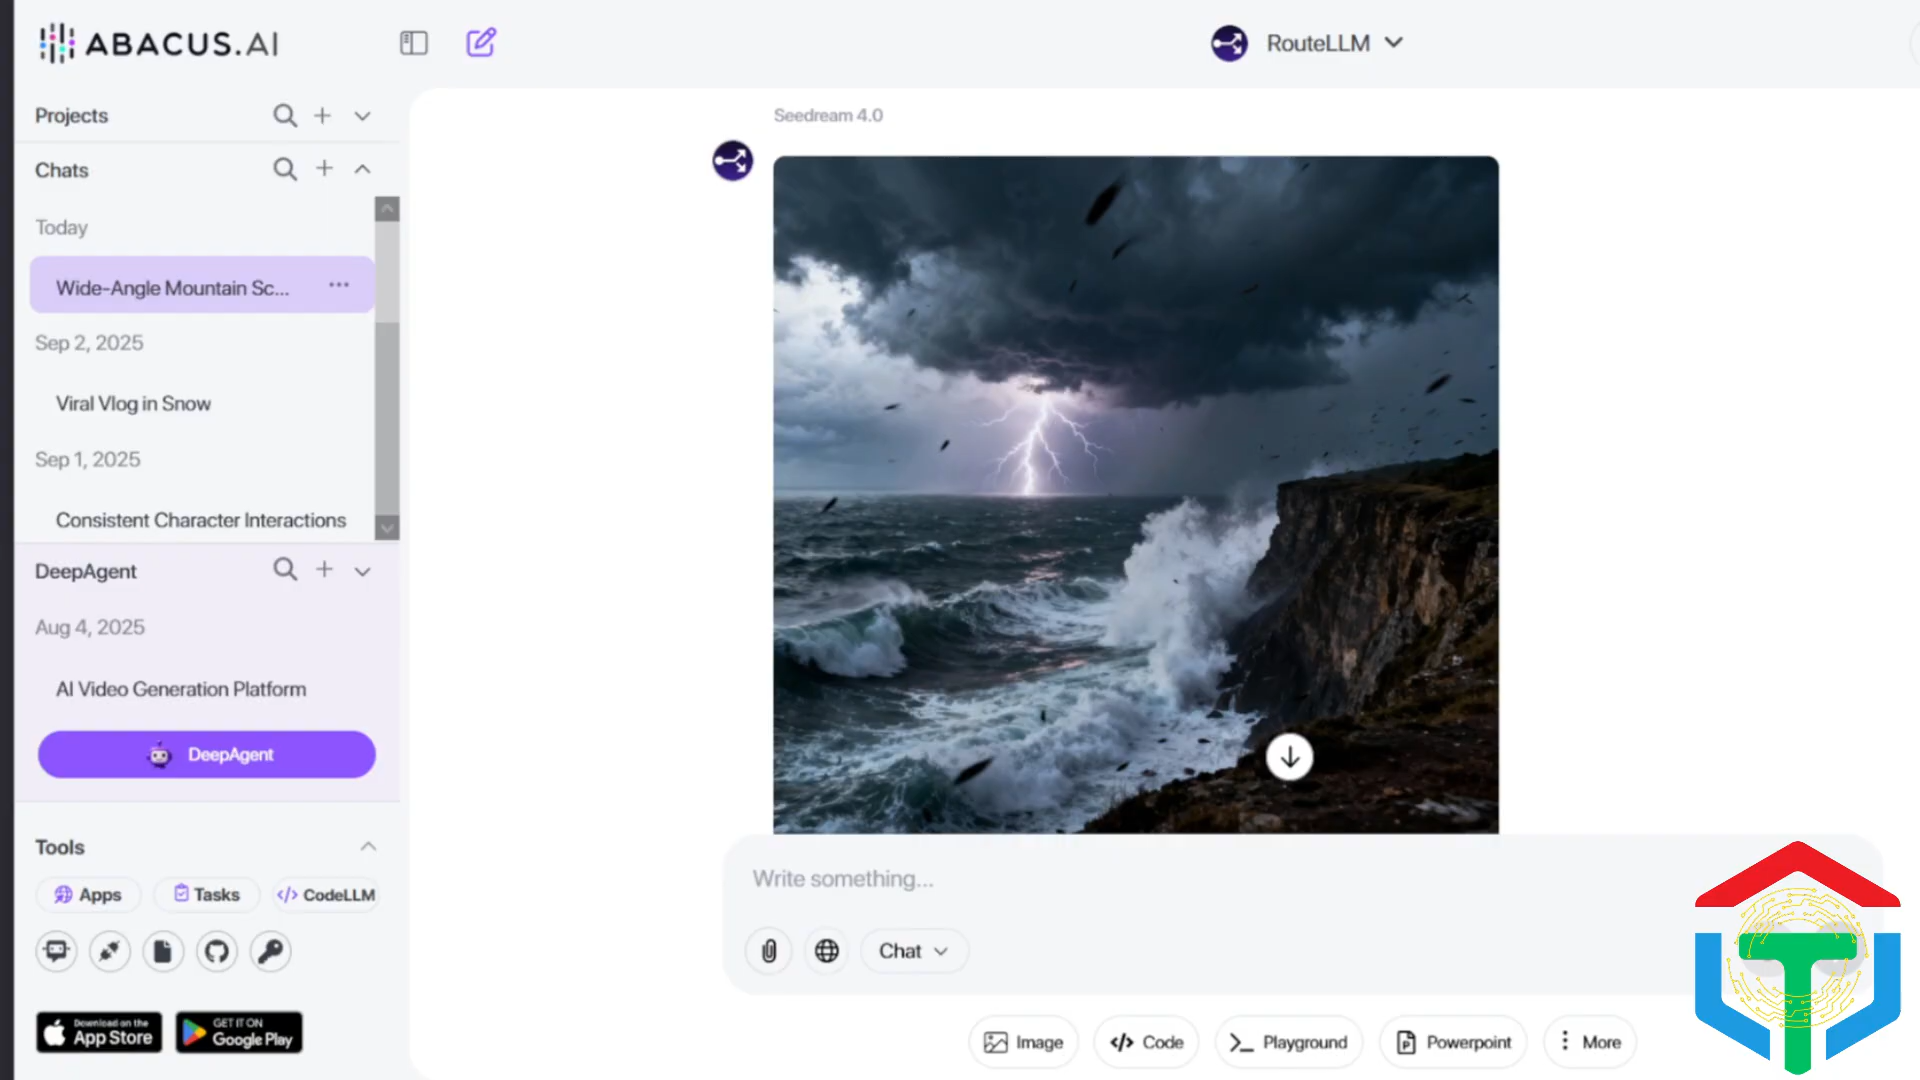 ABACUS.AI
RouteLLM
Projects
Chats
Today
Wide-Angle Mountain Sc...
Sep 2, 2025
Viral Vlog in Snow
Sep 1, 2025
Consistent Character Interactions
DeepAgent
Aug 4, 2025
AI Video Generation Platform
DeepAgent
Tools
Apps
Tasks
</> CodeLLM
Download on the
App Store
GET IT ON
Google Play
Seedream 4.0
Write something...
Chat
Image
</> Code
>_ Playground
Powerpoint
More
T